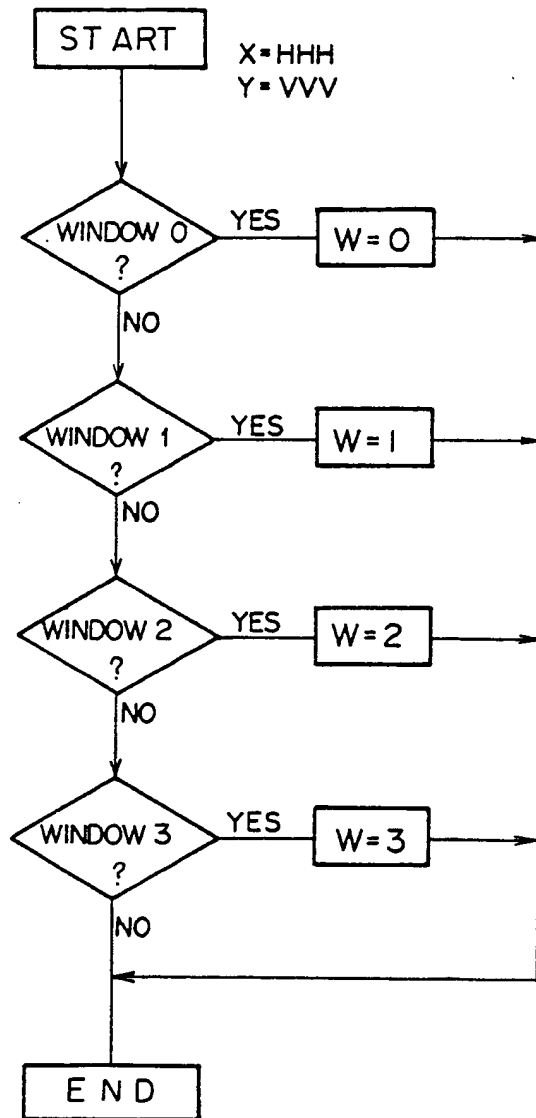 START
X=HHH
Y=VVV
WINDOW 0
?
YES
W=0
NO
WINDOW 1
?
YES
W=1
NO
WINDOW 2
?
YES
W=2
NO
WINDOW 3
?
YES
W=3
NO
END